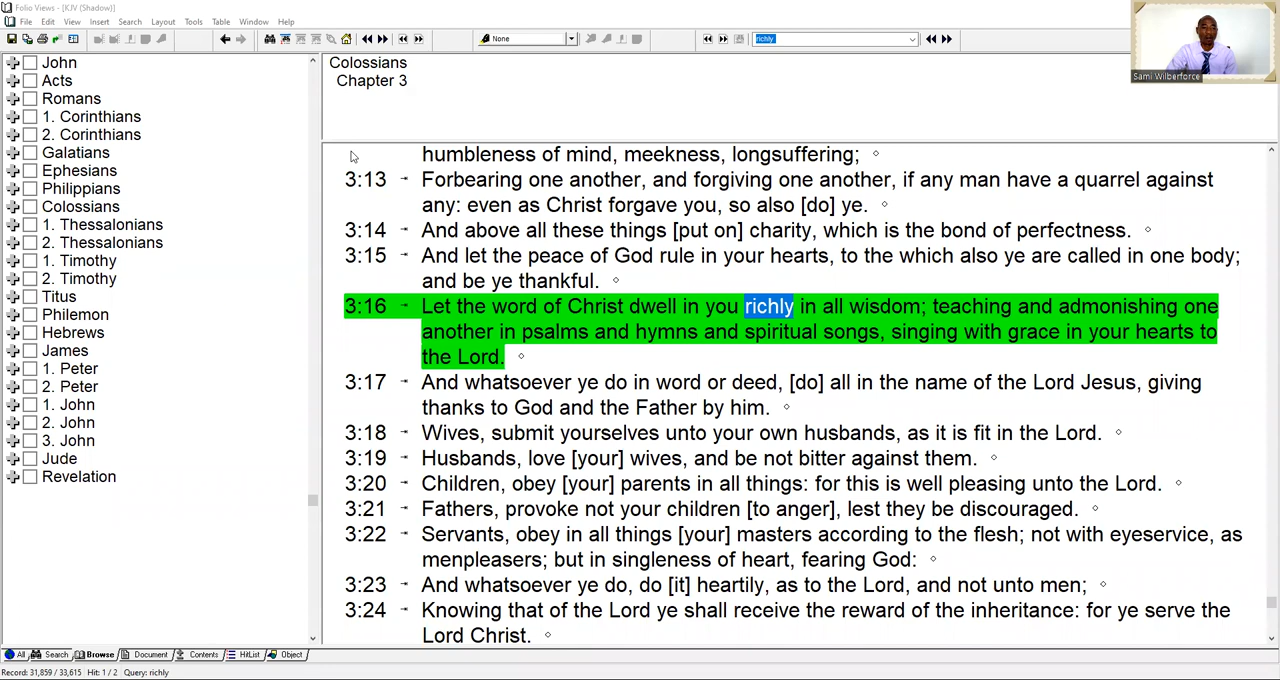 Folio Views - [KJV (Shadow)]
File Edit View Insert Search Layout Tools Table Window Help
None
richly
Sami Wilberforce
John
Acts
Romans
1. Corinthians
2. Corinthians
Galatians
Ephesians
Philippians
Colossians
1. Thessalonians
2. Thessalonians
1. Timothy
2. Timothy
Titus
Philemon
Hebrews
James
1. Peter
2. Peter
1. John
2. John
3. John
Jude
Revelation
Colossians
Chapter 3
humbleness of mind, meekness, longsuffering;
3:13 Forbearing one another, and forgiving one another, if any man have a quarrel against
any: even as Christ forgave you, so also [do] ye.
3:14 And above all these things [put on] charity, which is the bond of perfectness.
3:15 And let the peace of God rule in your hearts, to the which also ye are called in one body;
and be ye thankful.
3:16 Let the word of Christ dwell in you richly in all wisdom; teaching and admonishing one
another in psalms and hymns and spiritual songs, singing with grace in your hearts to
the Lord.
3:17 And whatsoever ye do in word or deed, [do] all in the name of the Lord Jesus, giving
thanks to God and the Father by him.
3:18 Wives, submit yourselves unto your own husbands, as it is fit in the Lord.
3:19 Husbands, love [your] wives, and be not bitter against them.
3:20 Children, obey [your] parents in all things: for this is well pleasing unto the Lord.
3:21 Fathers, provoke not your children [to anger], lest they be discouraged.
3:22 Servants, obey in all things [your] masters according to the flesh; not with eyeservice, as
menpleasers; but in singleness of heart, fearing God:
3:23 And whatsoever ye do, do [it] heartily, as to the Lord, and not unto men;
3:24 Knowing that of the Lord ye shall receive the reward of the inheritance: for ye serve the
Lord Christ.
All Search Browse Document Contents HitList Object
Record: 31,859 / 33,615 Hit: 1 / 2 Query: richly